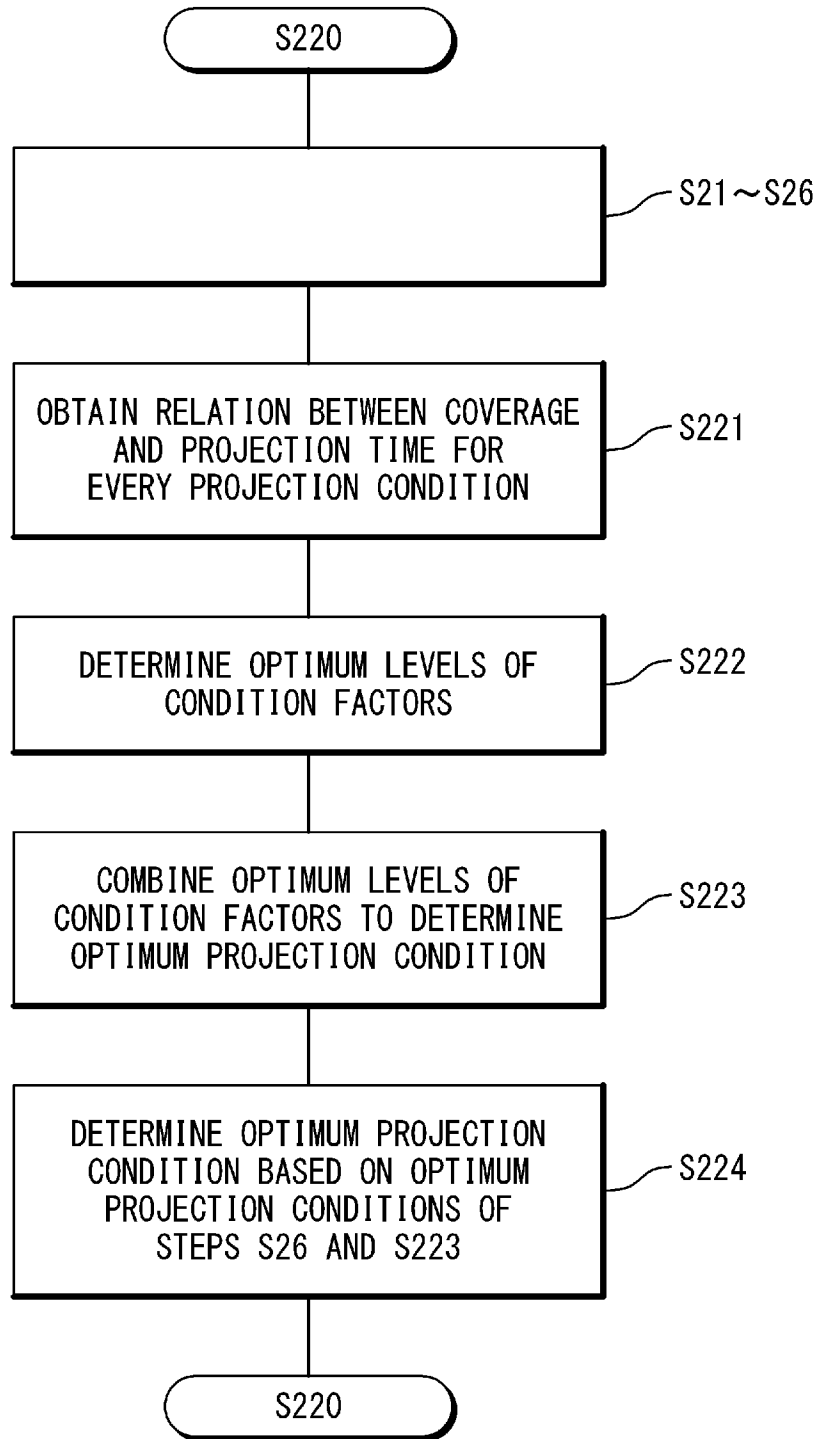 S220
S21～S26
OBTAIN RELATION BETWEEN COVERAGE
AND PROJECTION TIME FOR
EVERY PROJECTION CONDITION
S221
DETERMINE OPTIMUM LEVELS OF
CONDITION FACTORS
S222
COMBINE OPTIMUM LEVELS OF
CONDITION FACTORS TO DETERMINE
OPTIMUM PROJECTION CONDITION
S223
DETERMINE OPTIMUM PROJECTION
CONDITION BASED ON OPTIMUM
PROJECTION CONDITIONS OF
STEPS S26 AND S223
S224
S220